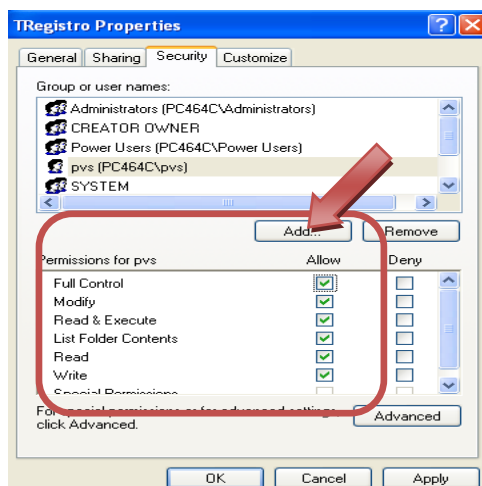 TRegistro Properties
General Sharing Security Customize
Group or user names:
Administrators (PC464C\Administrators)
CREATOR OWNER
Power Users (PC464C\Power Users)
pvs (PC464C\pvs)
SYSTEM
Add... Remove
Permissions for pvs Allow Deny
Full Control
Modify
Read & Execute
List Folder Contents
Read
Write
Special Permissions
For special permissions or for advanced settings,
click Advanced.
Advanced
OK Cancel Apply